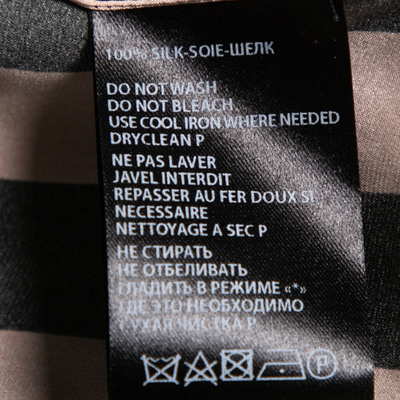 100% SILK-SOIE-ШЕЛК
DO NOT WASH
DO NOT BLEACH
USE COOL IRON WHERE NEEDED
DRYCLEAN P
NE PAS LAVER
JAVEL INTERDIT
REPASSER AU FER DOUX SI
NECESSAIRE
NETTOYAGE A SEC P
НЕ СТИРАТЬ
НЕ ОТБЕЛИВАТЬ
ГЛАДИТЬ В РЕЖИМЕ «*»
ГДЕ ЭТО НЕОБХОДИМО
СУХАЯ ЧИСТКА P
P